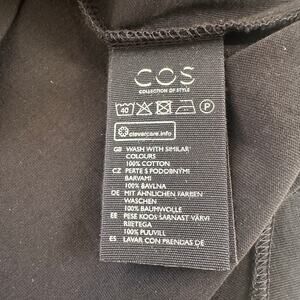 COS
COLLECTION OF STYLE
40 P
clevercare.info
GB WASH WITH SIMILAR
COLOURS
100% COTTON
CZ PERTE S PODOBNÝMI
BARVAMI
100% BAVLNA
DE MIT ÄHNLICHEN FARBEN
WASCHEN
100% BAUMWOLLE
EE PESE KOOS SARNAST VÄRVI
RIIETEGA
100% PUUVILL
ES LAVAR CON PRENDAS DE